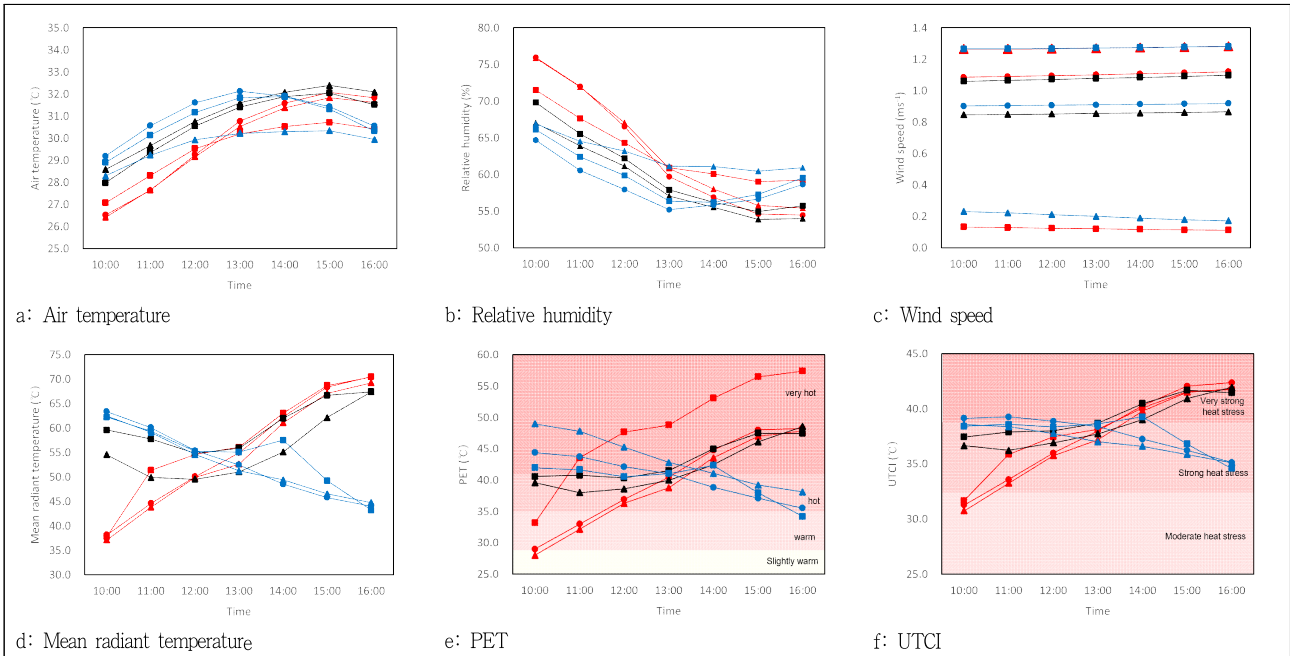 35.0
34.0
33.0
32.0
31.0
30.0
29.0
28.0
27.0
26.0
25.0
Air temperature (℃)
10:00 11:00 12:00 13:00 14:00 15:00 16:00
Time
a: Air temperature
80.0
75.0
70.0
65.0
60.0
55.0
50.0
Relative humidity (%)
10:00 11:00 12:00 13:00 14:00 15:00 16:00
Time
b: Relative humidity
1.4
1.2
1.0
0.8
0.6
0.4
0.2
0.0
Wind speed (ms⁻¹)
10:00 11:00 12:00 13:00 14:00 15:00 16:00
Time
c: Wind speed
75.0
70.0
65.0
60.0
55.0
50.0
45.0
40.0
35.0
30.0
Mean radiant temperature (℃)
10:00 11:00 12:00 13:00 14:00 15:00 16:00
Time
d: Mean radiant temperature
60.0
55.0
50.0
45.0
40.0
35.0
30.0
25.0
PET (℃)
very hot
hot
warm
Slightly warm
10:00 11:00 12:00 13:00 14:00 15:00 16:00
Time
e: PET
45.0
40.0
35.0
30.0
25.0
UTCI (℃)
Very strong
heat stress
Strong heat stress
Moderate heat stress
10:00 11:00 12:00 13:00 14:00 15:00 16:00
Time
f: UTCI